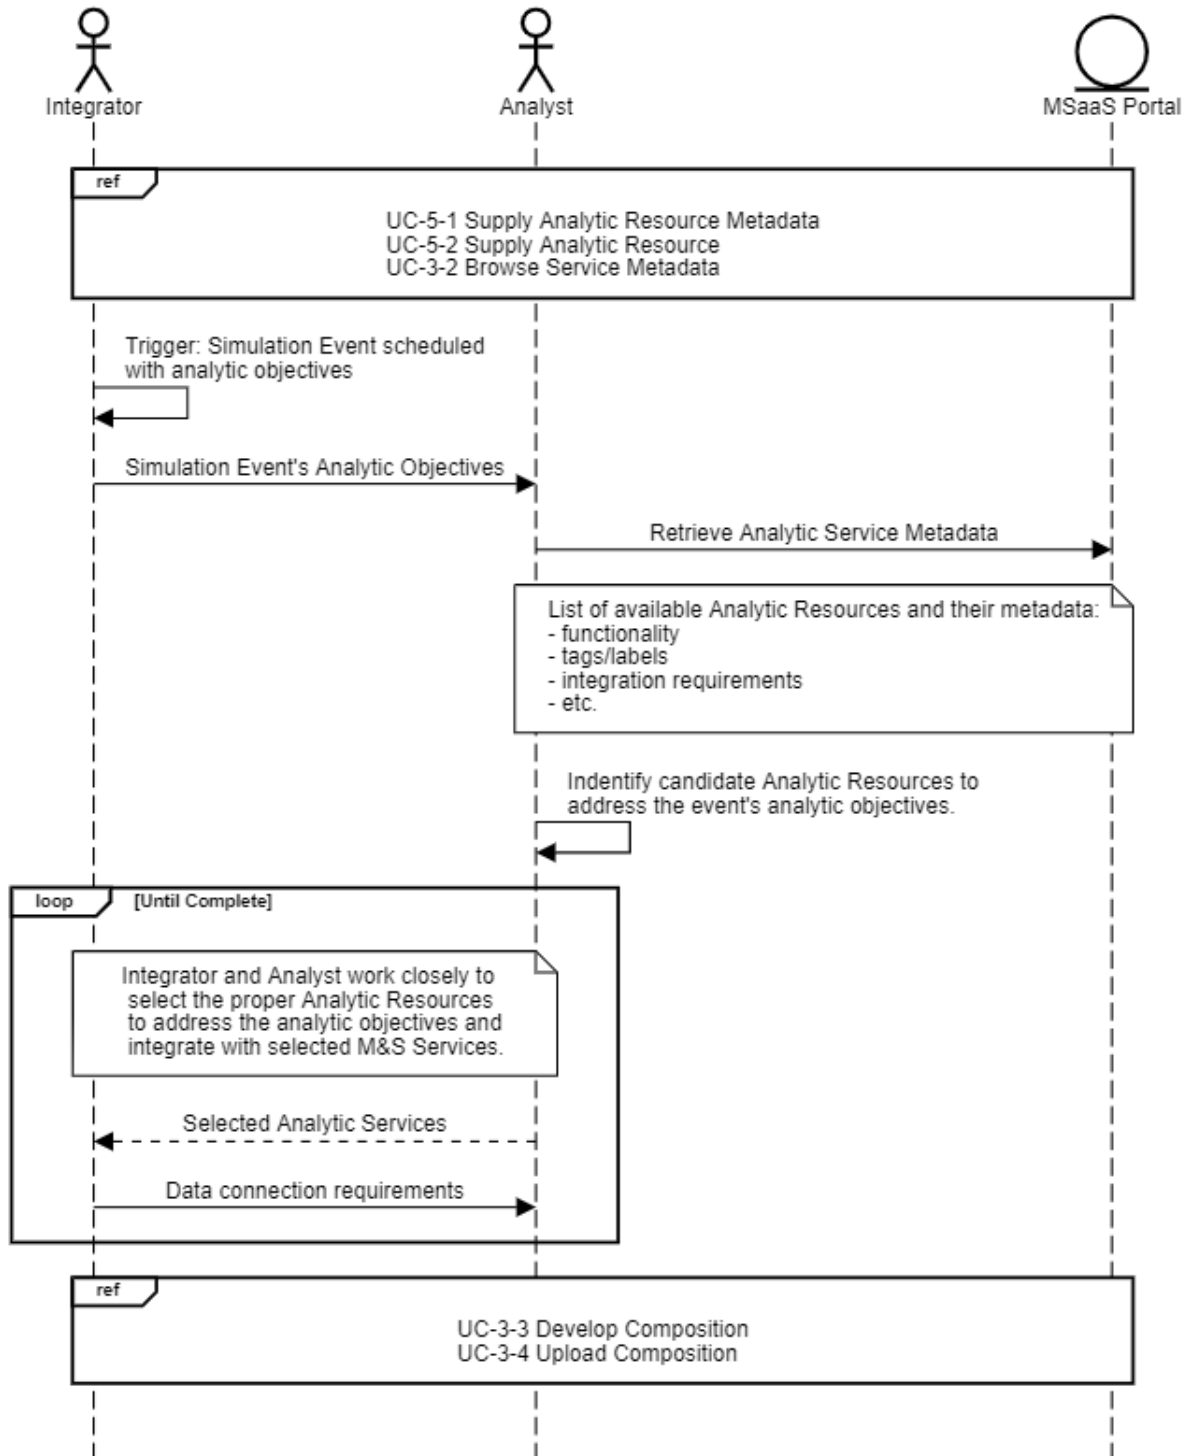 Integrator
Analyst
MSaaS Portal
ref
UC-5-1 Supply Analytic Resource Metadata
UC-5-2 Supply Analytic Resource
UC-3-2 Browse Service Metadata
Trigger: Simulation Event scheduled
with analytic objectives
Simulation Event's Analytic Objectives
Retrieve Analytic Service Metadata
List of available Analytic Resources and their metadata:
- functionality
- tags/labels
- integration requirements
- etc.
Indentify candidate Analytic Resources to
address the event's analytic objectives.
loop
[Until Complete]
Integrator and Analyst work closely to
select the proper Analytic Resources
to address the analytic objectives and
integrate with selected M&S Services.
Selected Analytic Services
Data connection requirements
ref
UC-3-3 Develop Composition
UC-3-4 Upload Composition